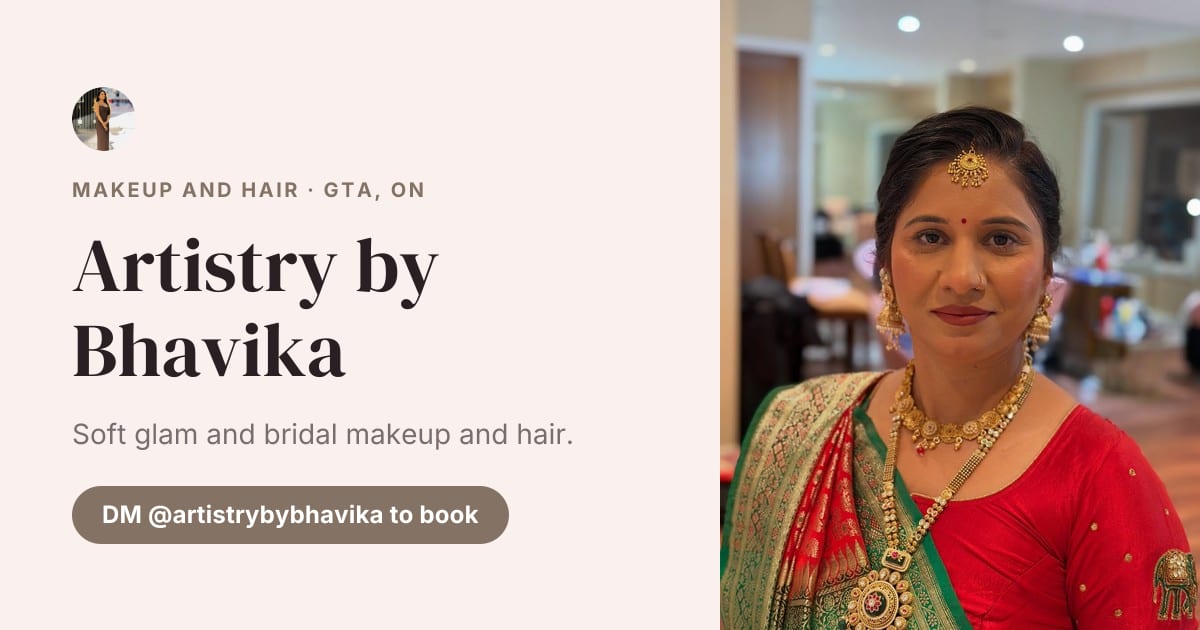 MAKEUP AND HAIR · GTA, ON
Artistry by
Bhavika
Soft glam and bridal makeup and hair.
DM @artistrybybhavika to book